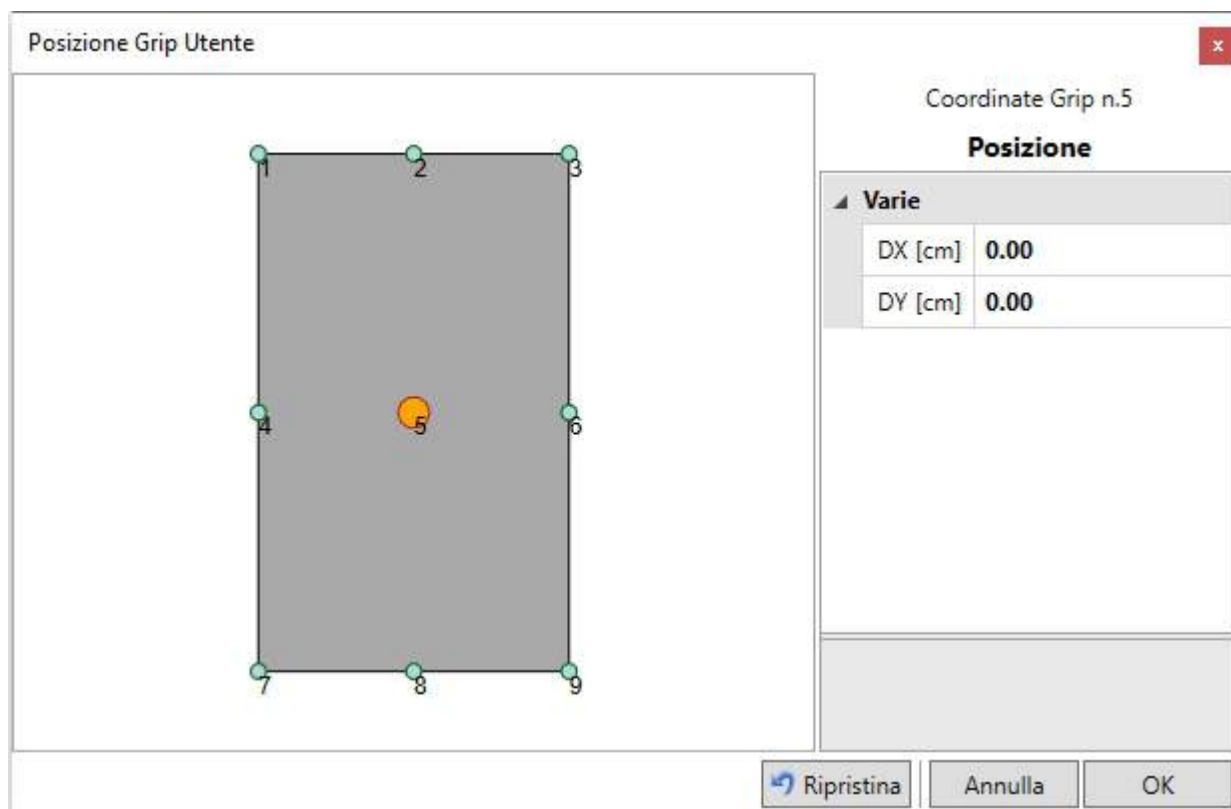 Posizione Grip Utente
x
Coordinate Grip n.5
Posizione
Varie
DX [cm] 0.00
DY [cm] 0.00
1 2 3
4 5 6
7 8 9
Ripristina Annulla OK